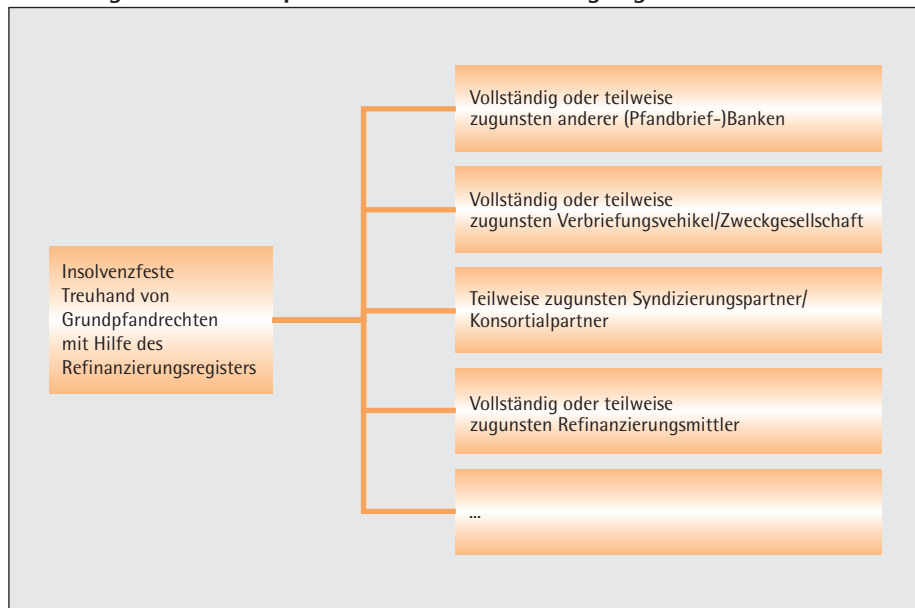 Vollständig oder teilweise
zugunsten anderer (Pfandbrief-)Banken
Vollständig oder teilweise
zugunsten Verbriefungsvehikel/Zweckgesellschaft
Insolvenzfeste
Treuhand von
Grundpfandrechten
mit Hilfe des
Refinanzierungsregisters
Teilweise zugunsten Syndizierungspartner/
Konsortialpartner
Vollständig oder teilweise
zugunsten Refinanzierungsmittler
...